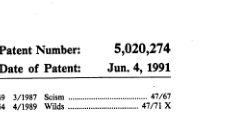 Patent Number: 5,020,274
Date of Patent: Jun. 4, 1991
3/1987 Scism ................................ 47/67
4/1989 Wilds ............................ 47/71 X